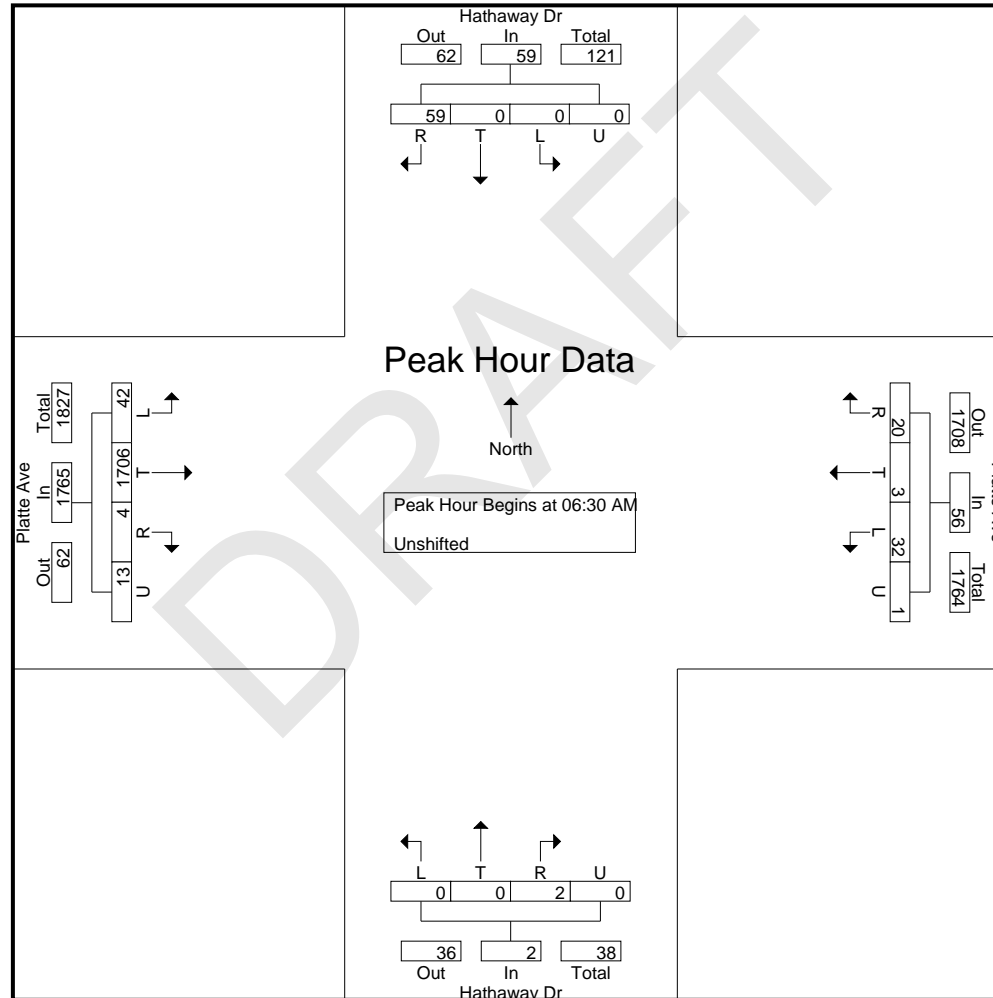 Hathaway Dr
Out In Total
62 59 121
59 0 0 0
R T L U
Peak Hour Data
North
Peak Hour Begins at 06:30 AM
Unshifted
Platte Ave
Out In Total
62 1765 1827
42 1706 4 13
L T R U
R T L U
20 3 32 1
Out In Total
1708 56 1764
L T R U
0 0 2 0
36 2 38
Out In Total
Hathaway Dr
DRAFT